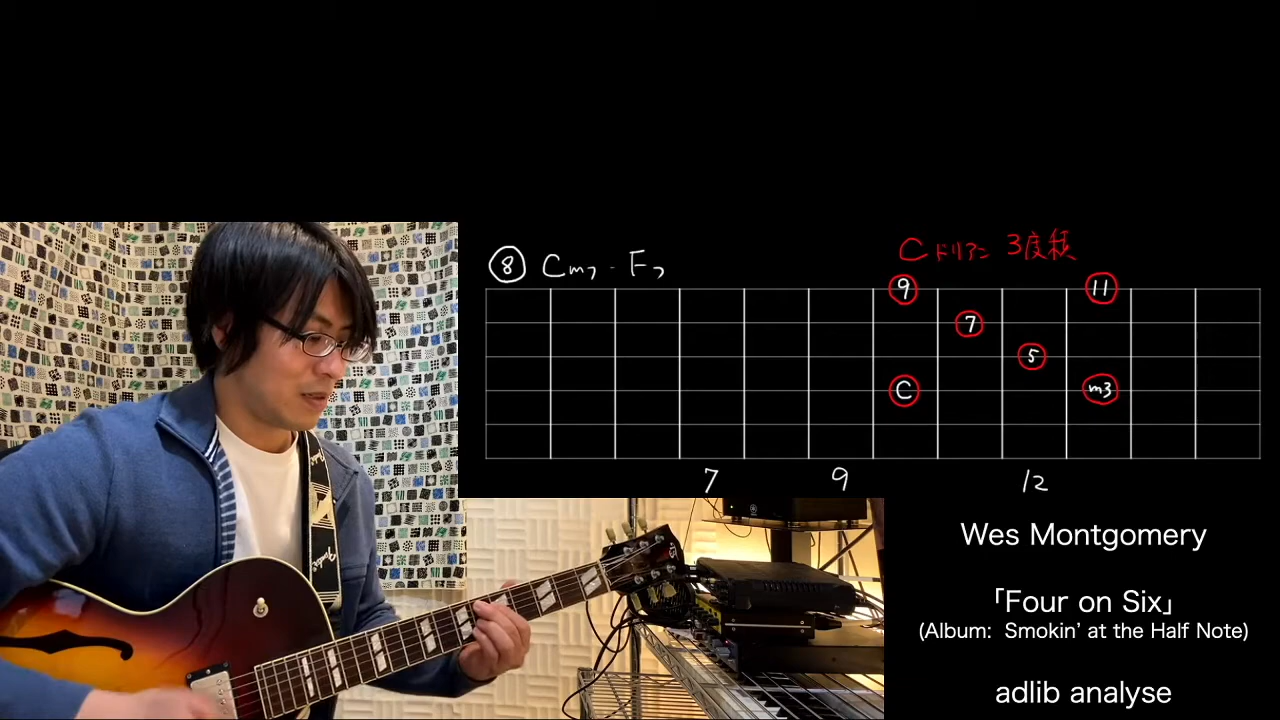 Cドリアン 3度積
⑧ Cm7 - F7
9 11
7
5
C m3
7 9 12
Wes Montgomery
「Four on Six」
(Album: Smokin' at the Half Note)
adlib analyse